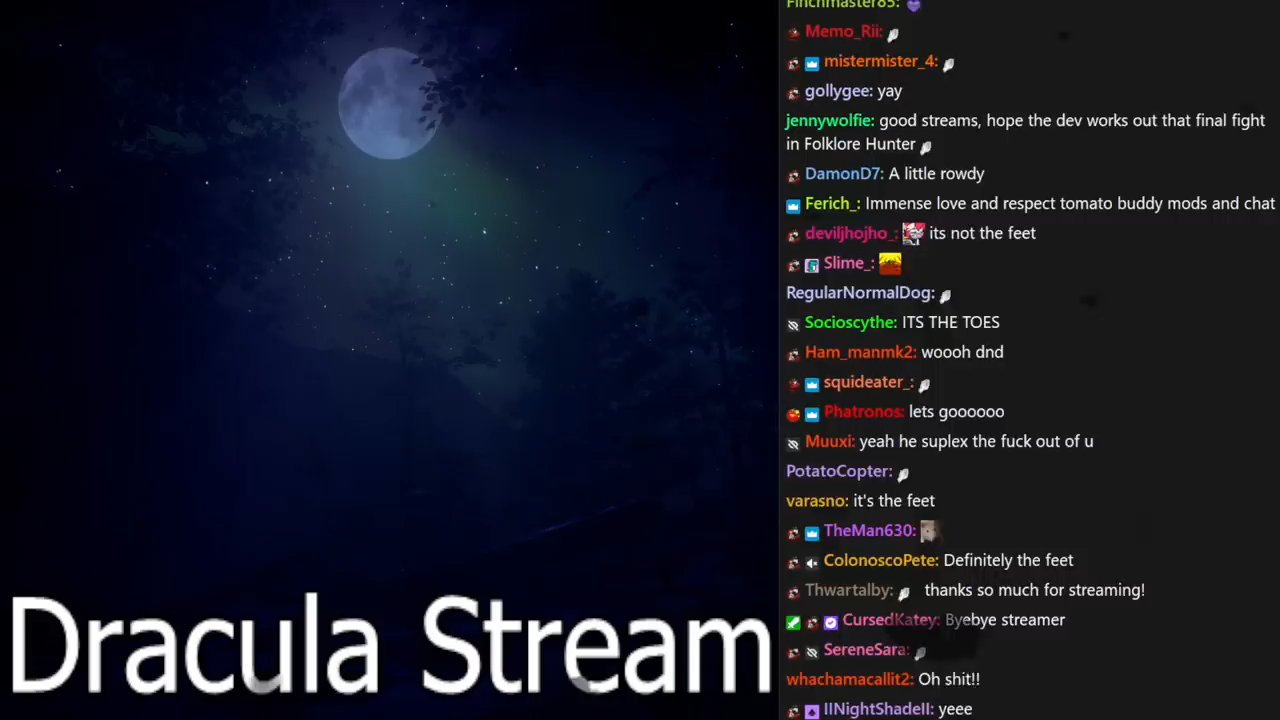 Finchmaster85:
Memo_Rii:
mistermister_4:
gollygee: yay
jennywolfie: good streams, hope the dev works out that final fight
in Folklore Hunter
DamonD7: A little rowdy
Ferich_: Immense love and respect tomato buddy mods and chat
deviljhojho_: its not the feet
Slime_:
RegularNormalDog:
Socioscythe: ITS THE TOES
Ham_manmk2: woooh dnd
squideater_:
Phatronos: lets goooooo
Muuxi: yeah he suplex the fuck out of u
PotatoCopter:
varasno: it's the feet
TheMan630:
ColonoscoPete: Definitely the feet
Thwartalby: thanks so much for streaming!
CursedKatey: Byebye streamer
SereneSara:
whachamacallit2: Oh shit!!
IINightShadeII: yeee
Dracula Stream